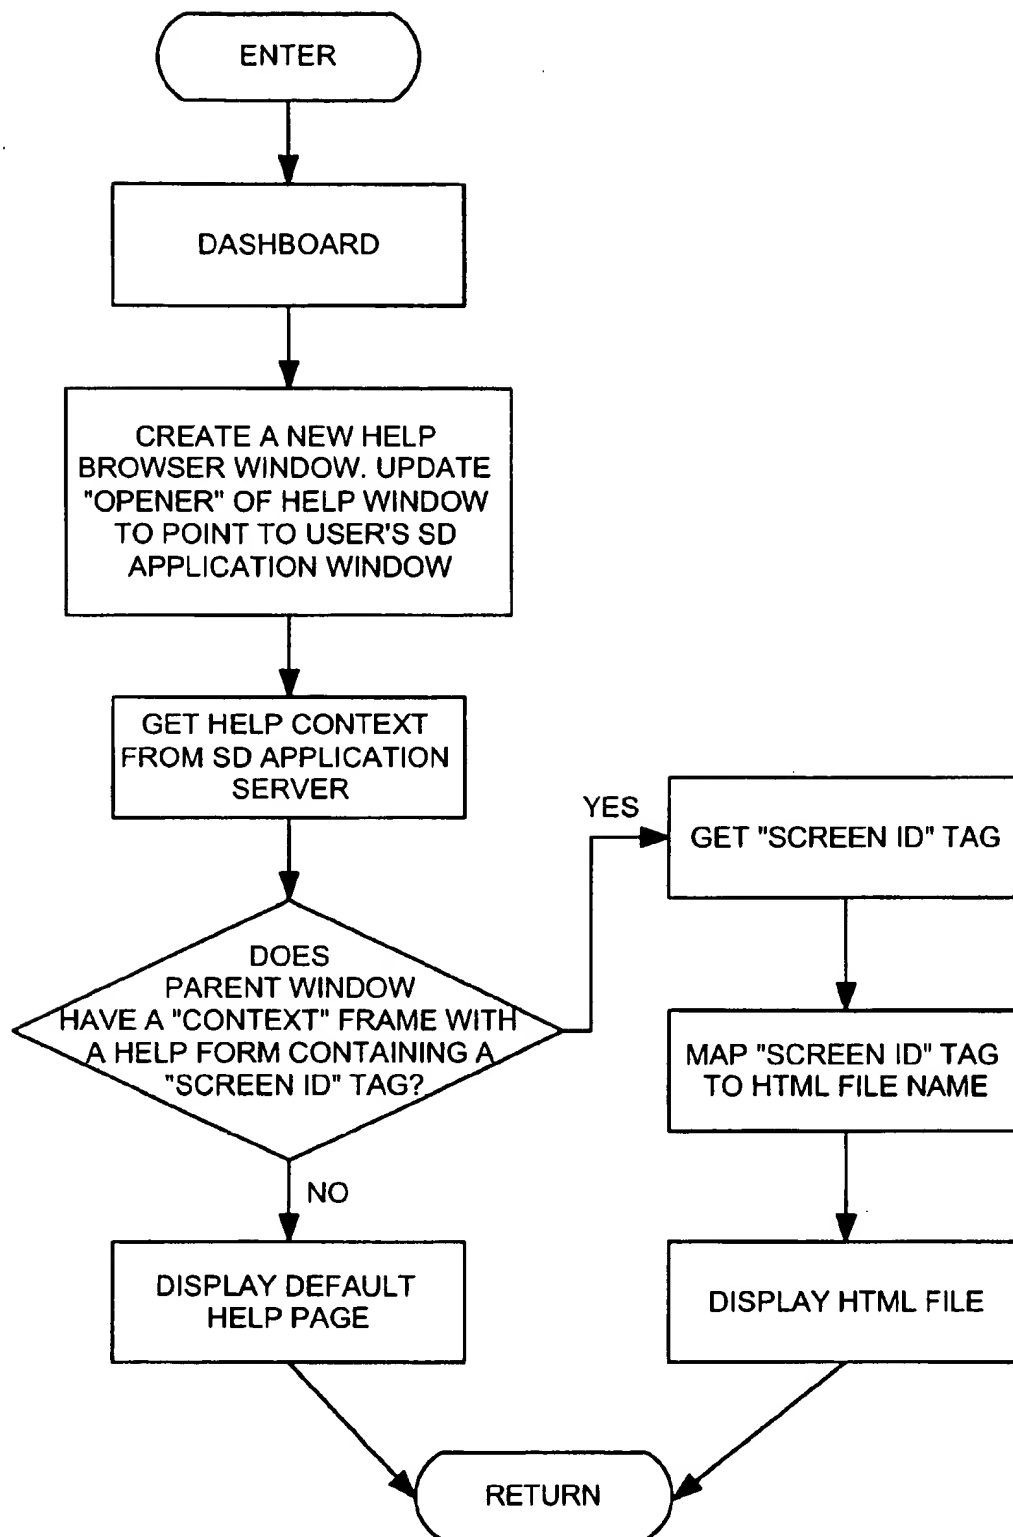 ENTER
DASHBOARD
CREATE A NEW HELP
BROWSER WINDOW. UPDATE
"OPENER" OF HELP WINDOW
TO POINT TO USER'S SD
APPLICATION WINDOW
GET HELP CONTEXT
FROM SD APPLICATION
SERVER
DOES
PARENT WINDOW
HAVE A "CONTEXT" FRAME WITH
A HELP FORM CONTAINING A
"SCREEN ID" TAG?
YES
GET "SCREEN ID" TAG
MAP "SCREEN ID" TAG
TO HTML FILE NAME
DISPLAY HTML FILE
NO
DISPLAY DEFAULT
HELP PAGE
RETURN